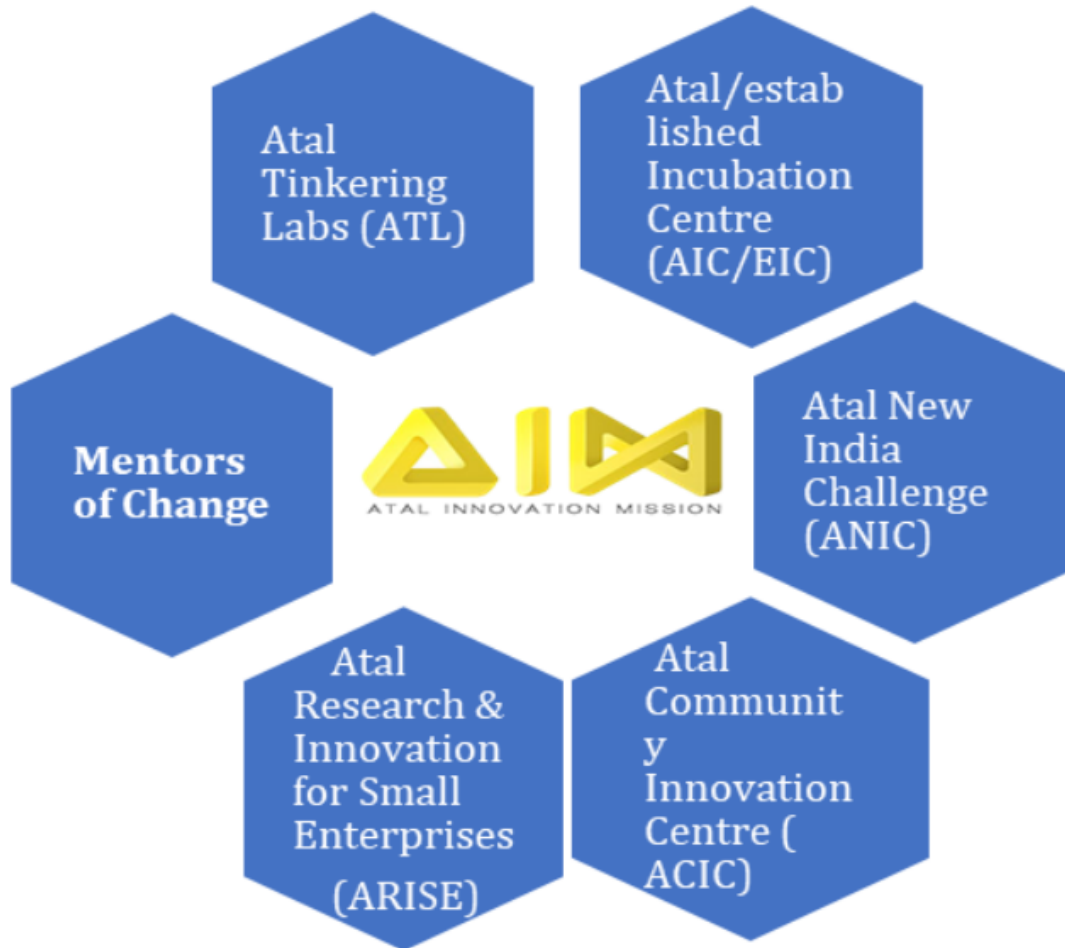 Atal
Tinkering
Labs (ATL)
Atal/estab
lished
Incubation
Centre
(AIC/EIC)
Mentors
of Change
AIM
ATAL INNOVATION MISSION
Atal New
India
Challenge
(ANIC)
Atal
Research &
Innovation
for Small
Enterprises
(ARISE)
Atal
Communit
y
Innovation
Centre (
ACIC)